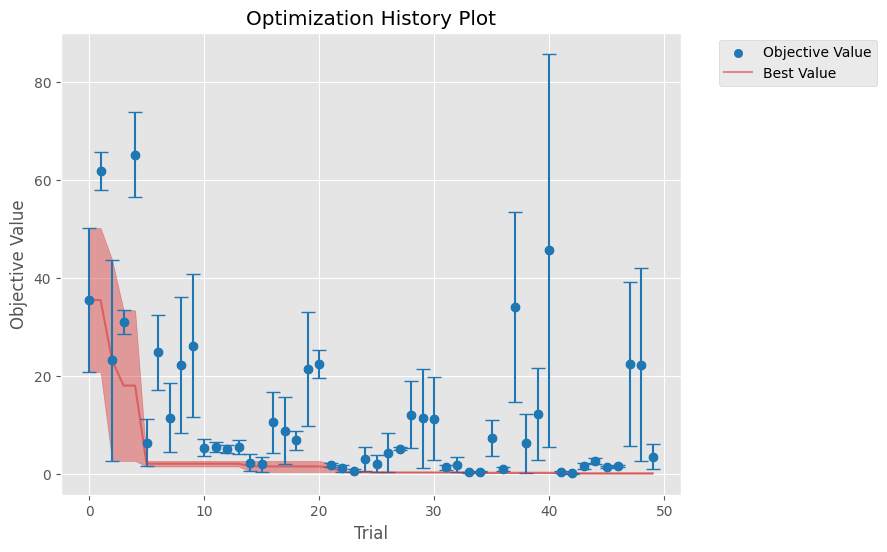 Optimization History Plot
Objective Value
Best Value
Objective Value
80
60
40
20
0
0 10 20 30 40 50
Trial